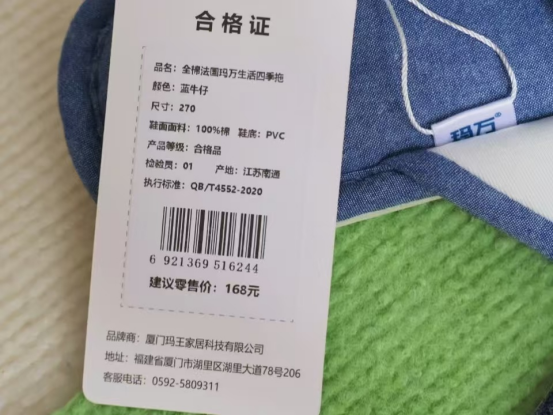 合格证
品名：全棉法国玛万生活四季拖
颜色：蓝牛仔
尺寸：270
鞋面面料：100%棉 鞋底：PVC
产品等级：合格品
检验员：01 产地：江苏南通
执行标准：QB/T4552-2020
6 921369 516244
建议零售价：168元
品牌商：厦门玛王家居科技有限公司
地址：福建省厦门市湖里区湖里大道78号206
客服电话：0592-5809311
玛万®